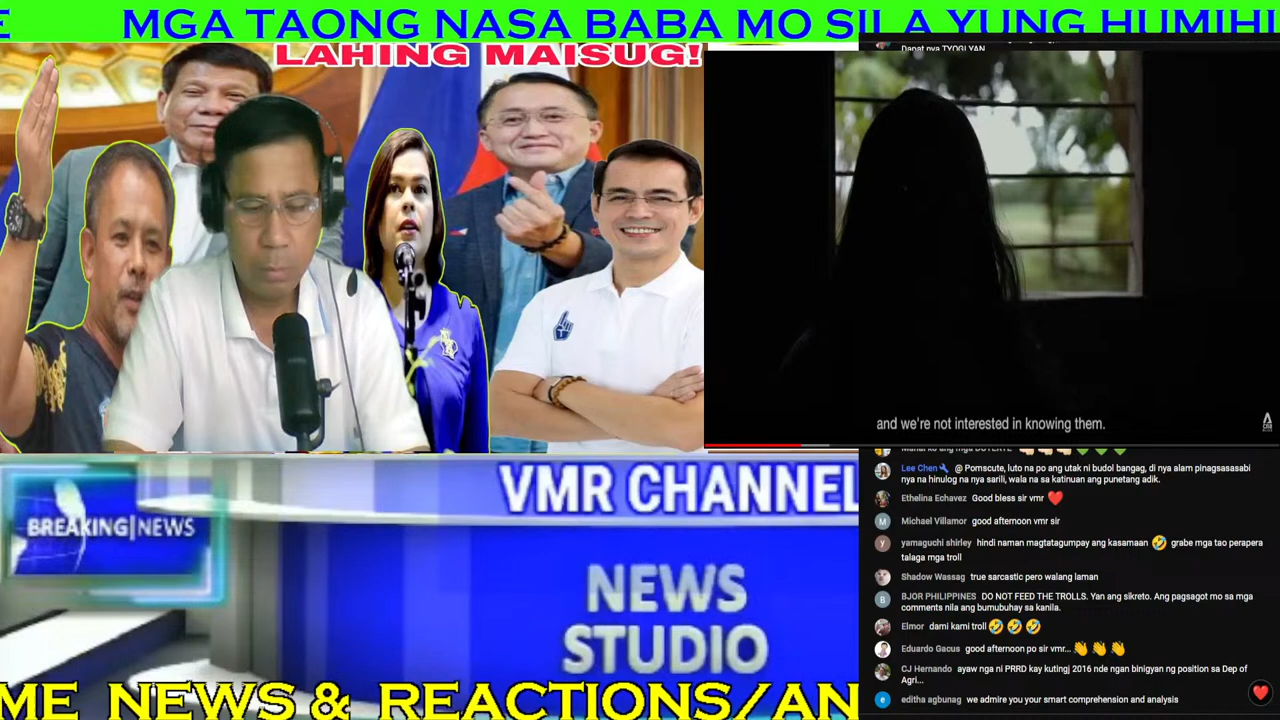 MGA TAONG NASA BABA MO SILA YUNG HUMIHI
LAHING MAISUG!
Dapat nya TYOGLYAN
and we're not interested in knowing them.
BREAKING|NEWS
VMR CHANNEL
NEWS
STUDIO
ME NEWS & REACTIONS/AN
Lee Chen @ Pomscute, luto na po ang utak ni budol bangag, di nya alam pinagsasasabi
nya na hinulog na nya sarili, wala na sa katinuan ang punetang adik.
Ethelina Echavez Good bless sir vmr ❤️
M Michael Villamor good afternoon vmr sir
y yamaguchi shirley hindi naman magtatagumpay ang kasamaan 🤣 grabe mga tao perapera
talaga mga troll
Shadow Wassag true sarcastic pero walang laman
B BJOR PHILIPPINES DO NOT FEED THE TROLLS. Yan ang sikreto. Ang pagsagot mo sa mga
comments nila ang bumubuhay sa kanila.
Elmor dami kami troll 🤣🤣🤣
Eduardo Gacus good afternoon po sir vmr... 👏👏👏
CJ Hernando ayaw nga ni PRRD kay kutingj 2016 nde ngan binigyan ng position sa Dep of
Agri...
e editha agbunag we admire you your smart comprehension and analysis